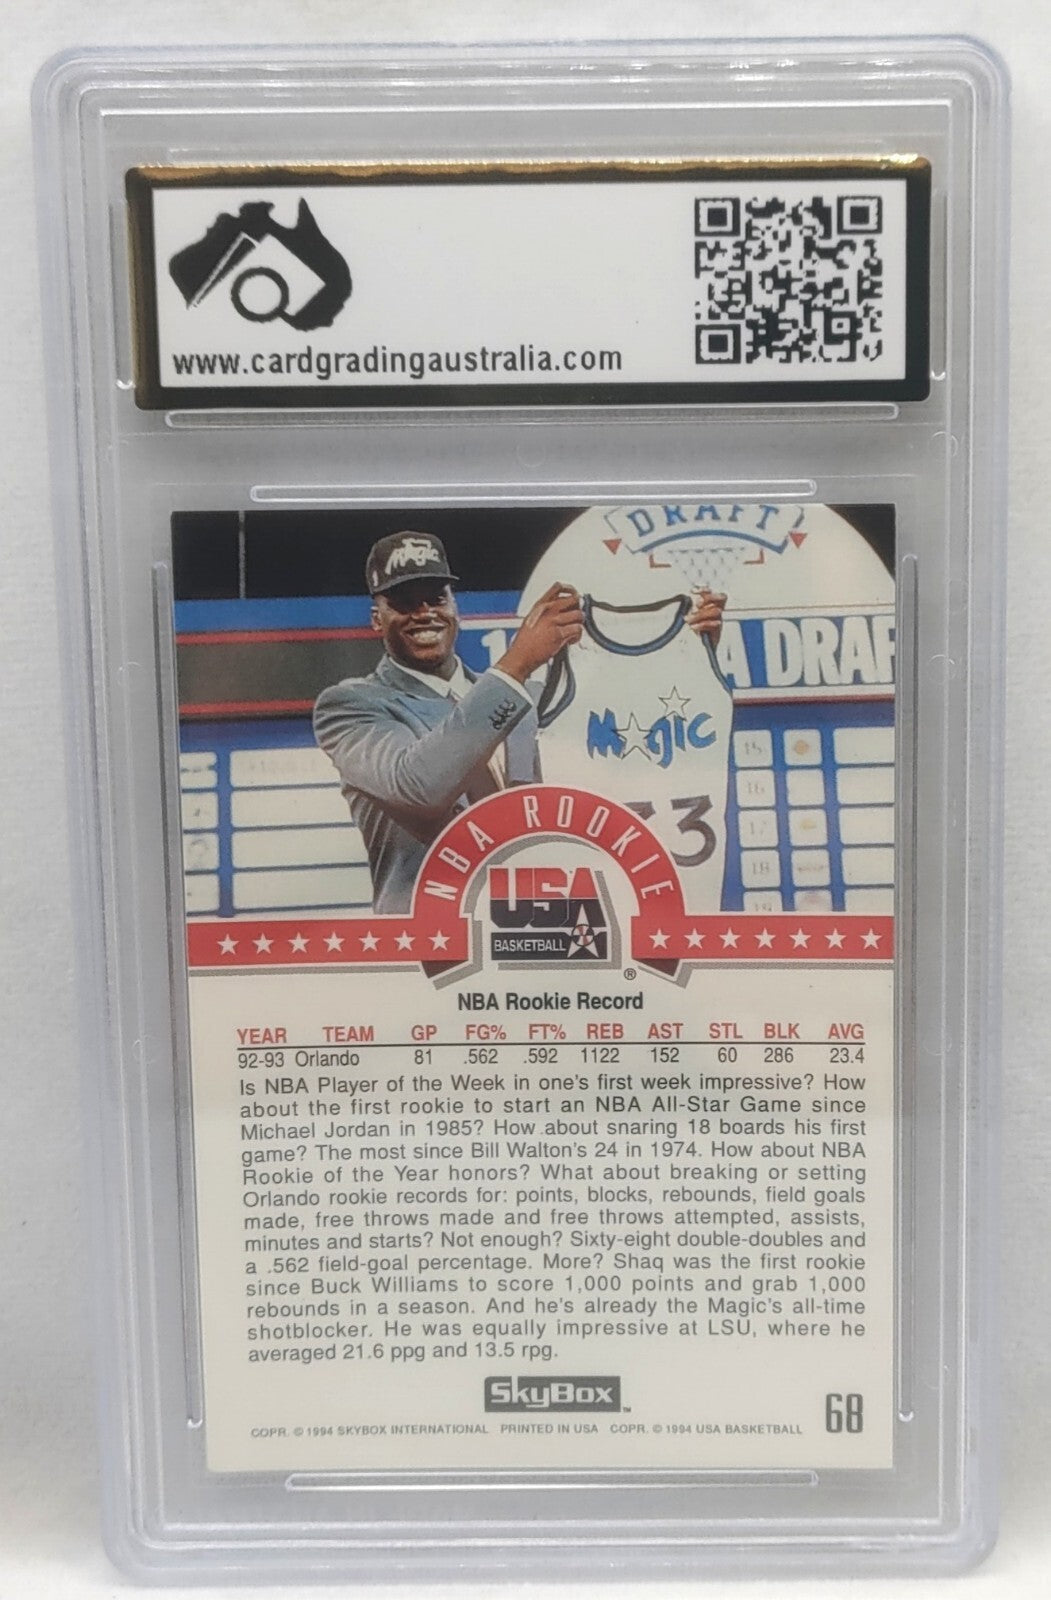 www.cardgradingaustralia.com
DRAFT
Magic
1
A DRAF
Magic
15
16
17
18
19
33
NBA ROOKIE
USA
BASKETBALL
®
NBA Rookie Record
YEAR TEAM GP FG% FT% REB AST STL BLK AVG
92-93 Orlando 81 .562 .592 1122 152 60 286 23.4
Is NBA Player of the Week in one's first week impressive? How
about the first rookie to start an NBA All-Star Game since
Michael Jordan in 1985? How about snaring 18 boards his first
game? The most since Bill Walton's 24 in 1974. How about NBA
Rookie of the Year honors? What about breaking or setting
Orlando rookie records for: points, blocks, rebounds, field goals
made, free throws made and free throws attempted, assists,
minutes and starts? Not enough? Sixty-eight double-doubles and
a .562 field-goal percentage. More? Shaq was the first rookie
since Buck Williams to score 1,000 points and grab 1,000
rebounds in a season. And he's already the Magic's all-time
shotblocker. He was equally impressive at LSU, where he
averaged 21.6 ppg and 13.5 rpg.
SkyBox™
68
COPR. © 1994 SKYBOX INTERNATIONAL PRINTED IN USA COPR. © 1994 USA BASKETBALL